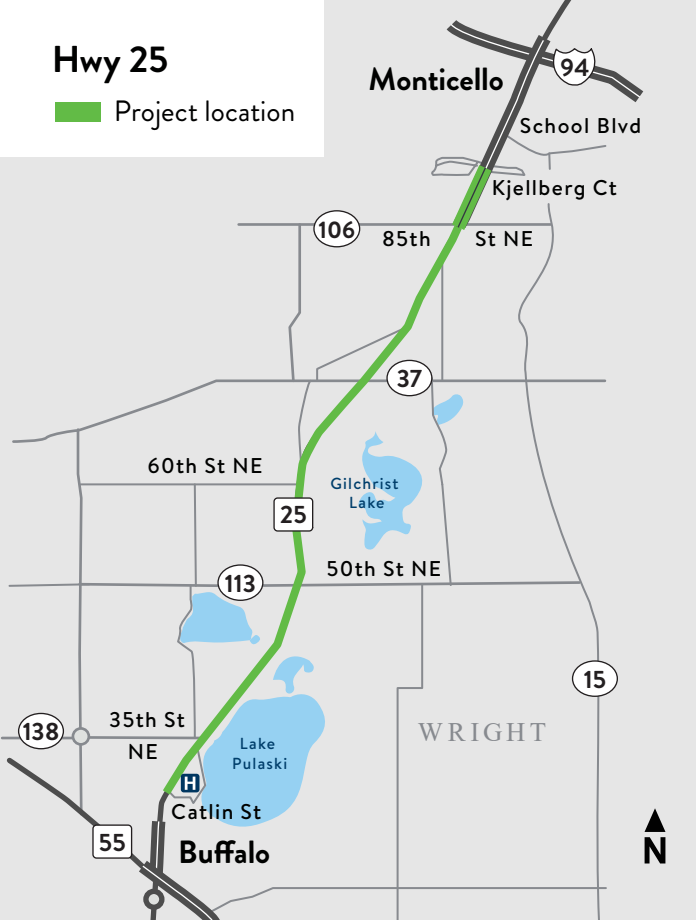 Hwy 25
Project location
94
Monticello
School Blvd
Kjellberg Ct
106
85th St NE
37
60th St NE
Gilchrist
Lake
25
50th St NE
113
15
35th St
NE
138
WRIGHT
Lake
Pulaski
H
Catlin St
55
Buffalo
N